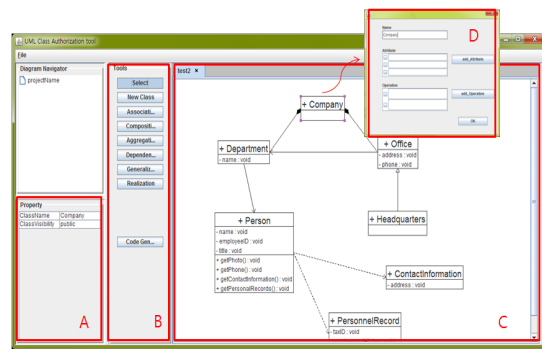 UML Class Authorization tool
File
Diagram Navigator
projectName
Property
ClassName Company
ClassVisibility public
A
Tools
Select
New Class
Associati...
Compositi...
Aggregati...
Dependen...
Generaliz...
Realization
Code Gen...
B
test2 ×
+ Company
+ Department
- name : void
+ Office
- address : void
- phone : void
+ Headquarters
+ Person
- name : void
- employeeID : void
- title : void
+ getPhoto() : void
+ getPhone() : void
+ getContactInformation() : void
+ getPersonalRecords() : void
+ ContactInformation
- address : void
+ PersonnelRecord
- taxID : void
C
D
Name
Company
Attribute
add_Attribute
Operation
add_Operation
Ok